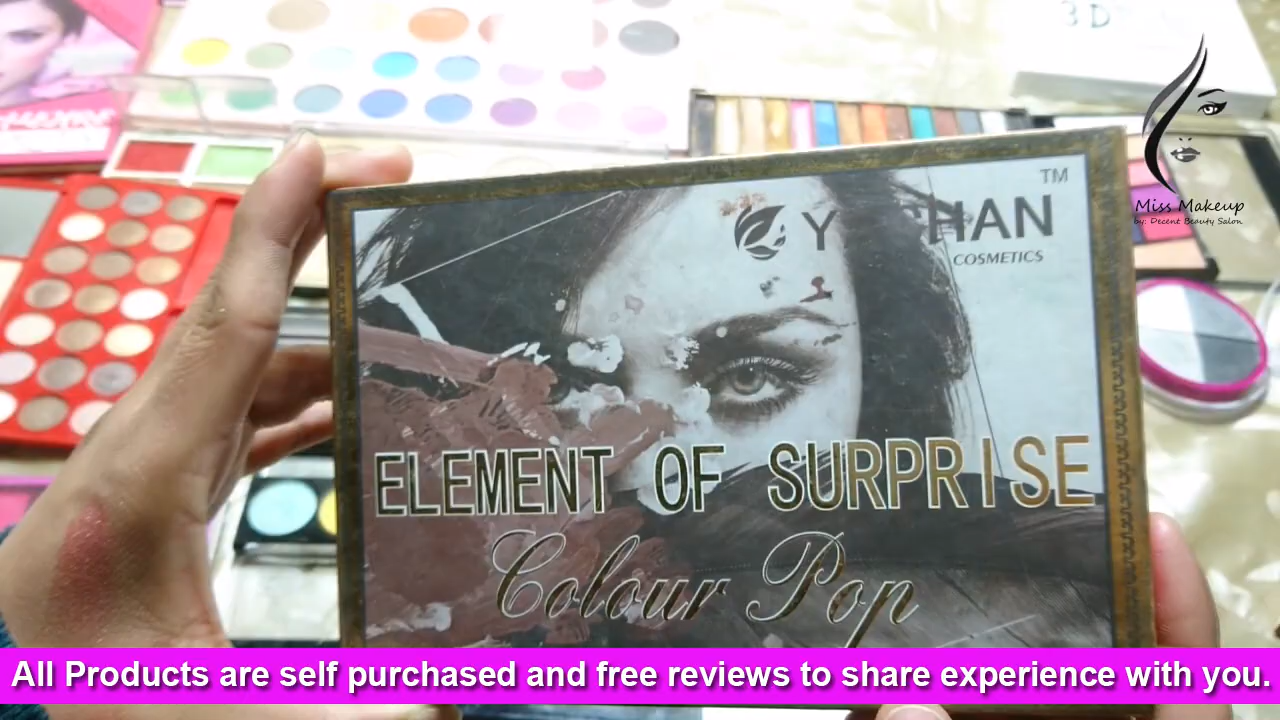 3D
Miss Makeup
by: Decent Beauty Salon
TM
COSMETICS
ELEMENT OF SURPRISE
Colour Pop
All Products are self purchased and free reviews to share experience with you.